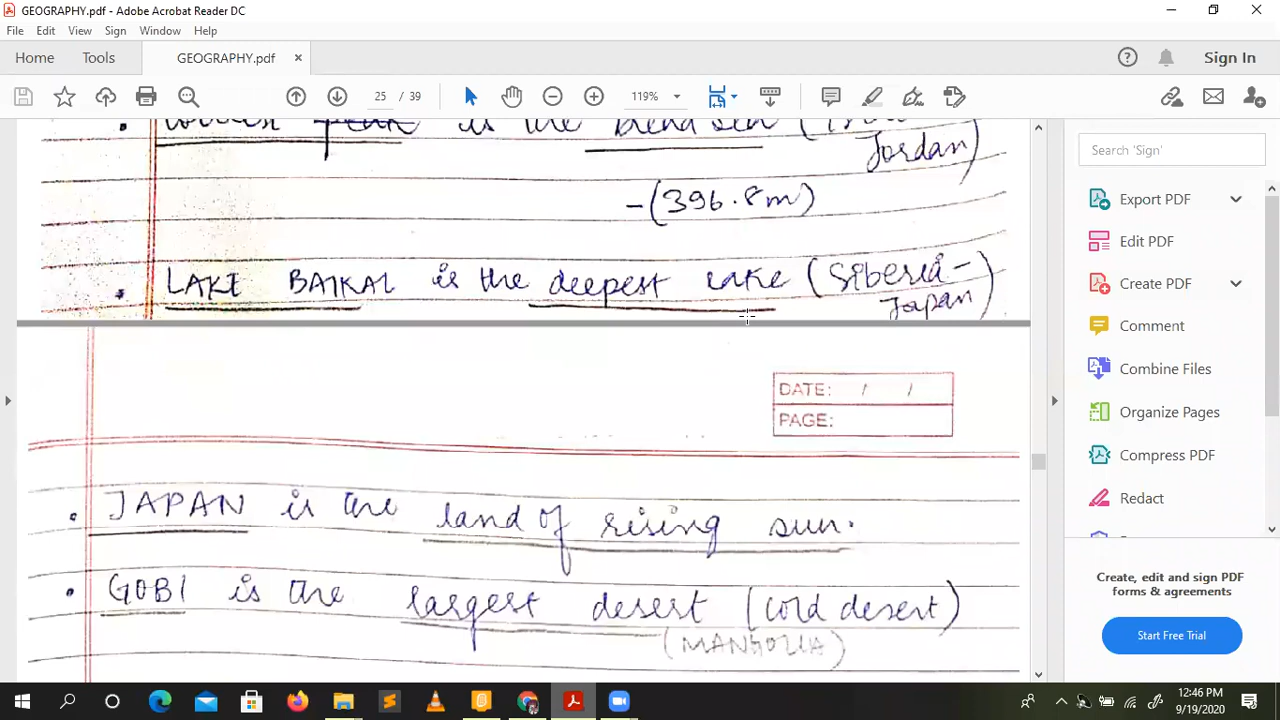 GEOGRAPHY.pdf - Adobe Acrobat Reader DC
File Edit View Sign Window Help
Home Tools GEOGRAPHY.pdf × Sign In
25 / 39 119%
is the Dead sea (
Jordan)
-(396.8m)
LAKE BAIKAL is the deepest lake (Siberia-
Japan)
DATE: / /
PAGE:
JAPAN is the land of rising sun.
GOBI is the largest desert (cold desert)
(MANGOLIA)
Search 'Sign'
Export PDF
Edit PDF
Create PDF
Comment
Combine Files
Organize Pages
Compress PDF
Redact
Create, edit and sign PDF
forms & agreements
Start Free Trial
12:46 PM
9/19/2020